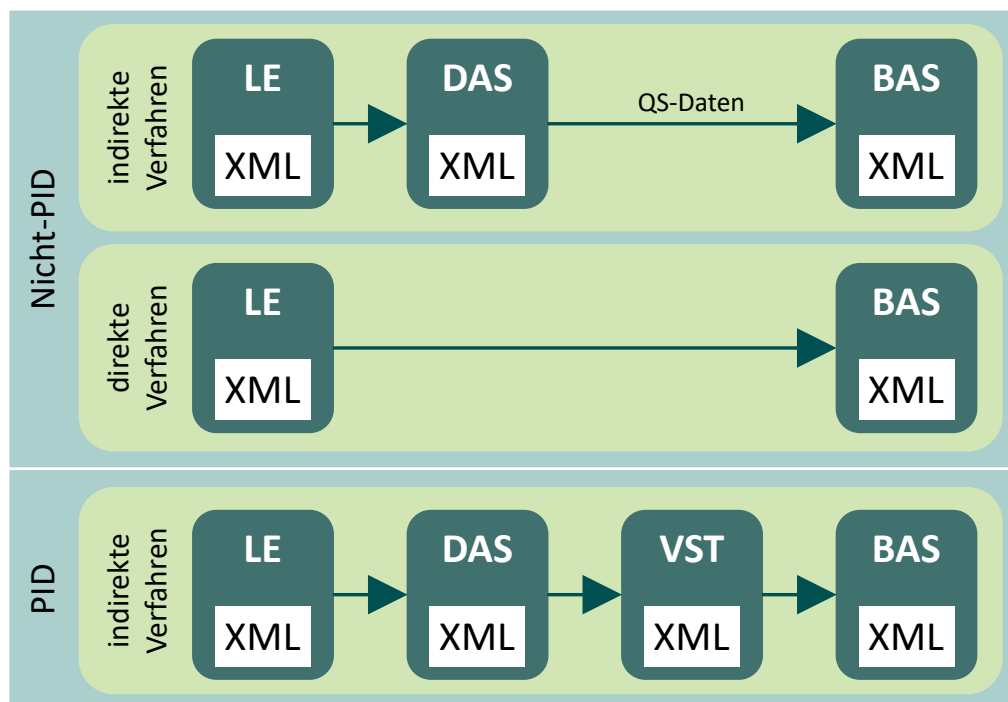 Nicht-PID
indirekte
Verfahren
LE
XML
DAS
XML
QS-Daten
BAS
XML
direkte
Verfahren
LE
XML
BAS
XML
PID
indirekte
Verfahren
LE
XML
DAS
XML
VST
XML
BAS
XML